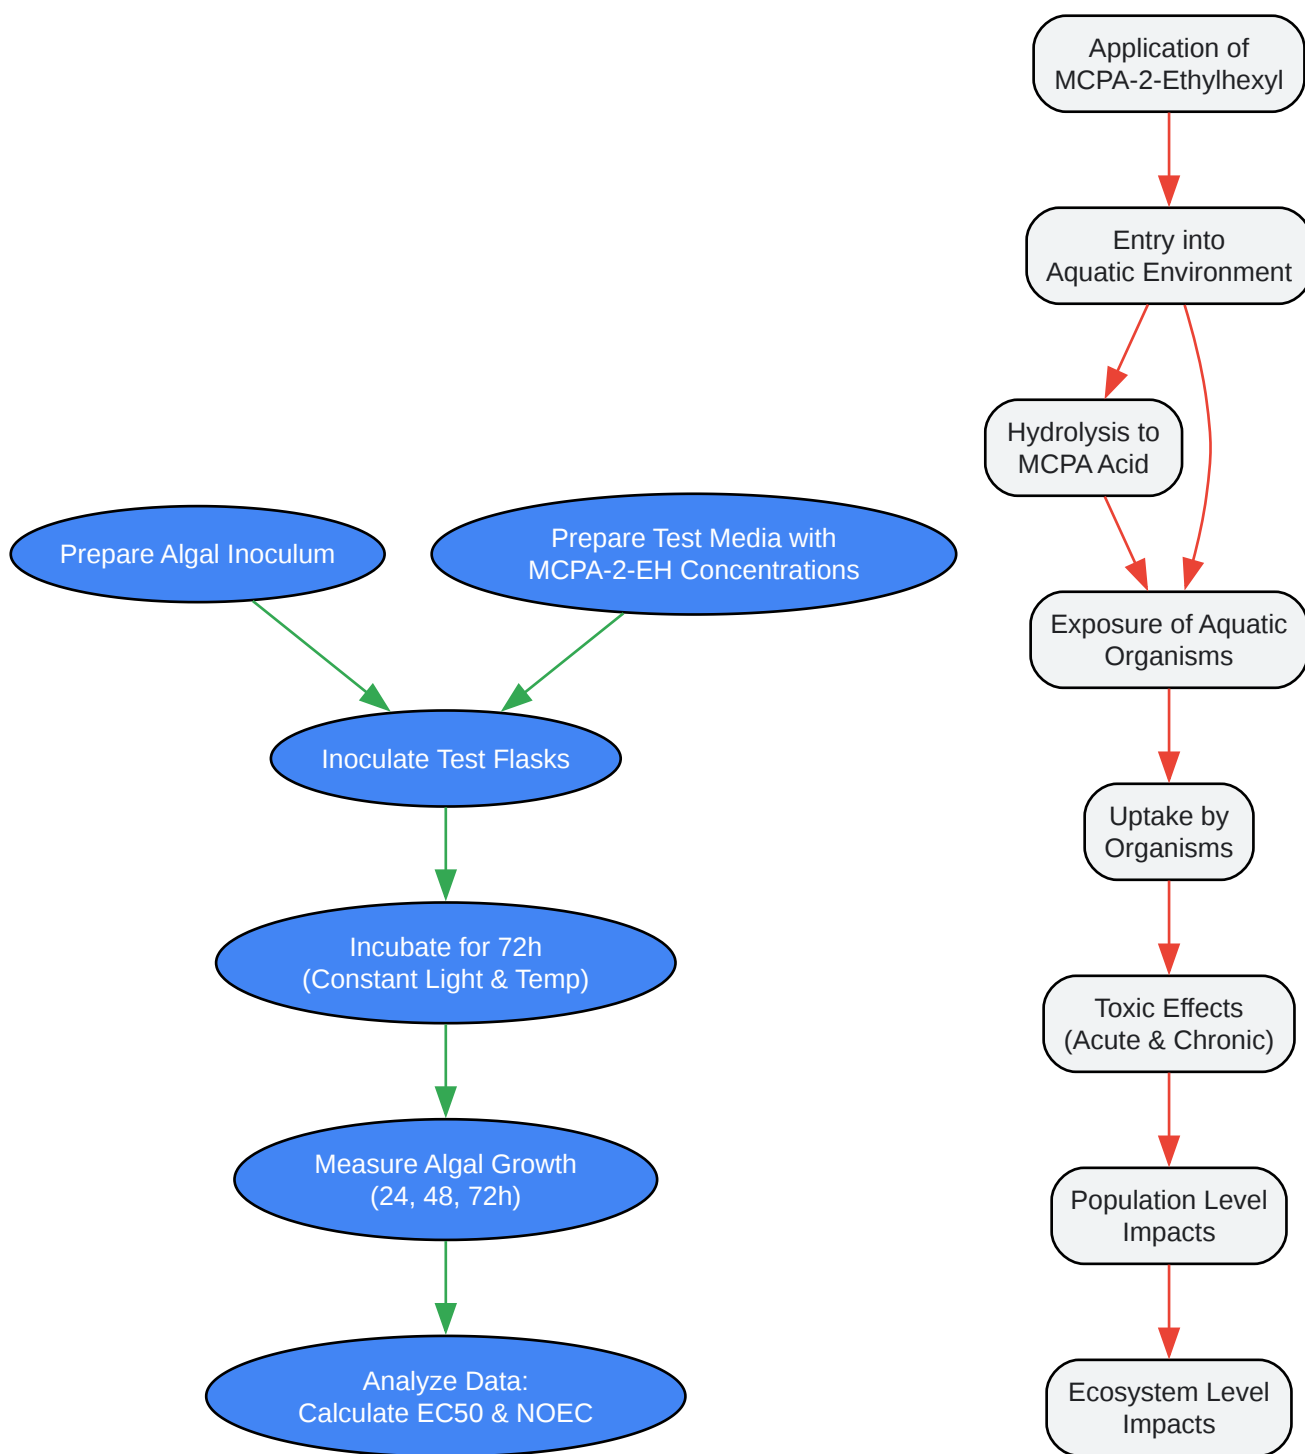 Application of
MCPA-2-Ethylhexyl
Entry into
Aquatic Environment
Hydrolysis to
MCPA Acid
Prepare Algal Inoculum
Prepare Test Media with
MCPA-2-EH Concentrations
Exposure of Aquatic
Organisms
Inoculate Test Flasks
Uptake by
Organisms
Incubate for 72h
(Constant Light & Temp)
Toxic Effects
(Acute & Chronic)
Measure Algal Growth
(24, 48, 72h)
Population Level
Impacts
Analyze Data:
Calculate EC50 & NOEC
Ecosystem Level
Impacts